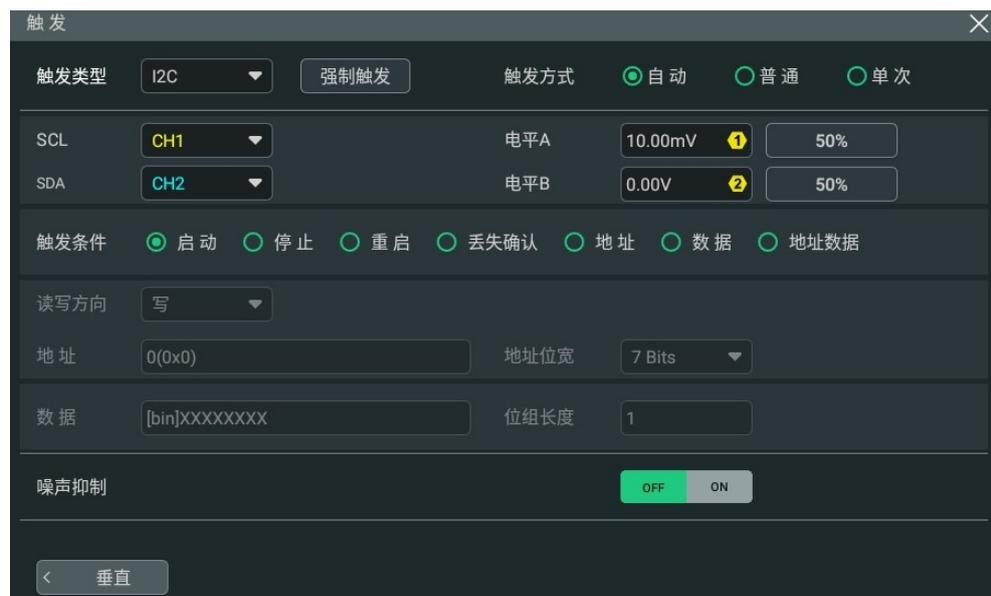 触发
触发类型 I2C 强制触发 触发方式 自动 普通 单次
SCL CH1 电平A 10.00mV 1 50%
SDA CH2 电平B 0.00V 2 50%
触发条件 启动 停止 重启 丢失确认 地址 数据 地址数据
读写方向 写
地址 0(0x0) 地址位宽 7 Bits
数据 [bin]XXXXXXXX 位组长度 1
噪声抑制 OFF ON
< 垂直